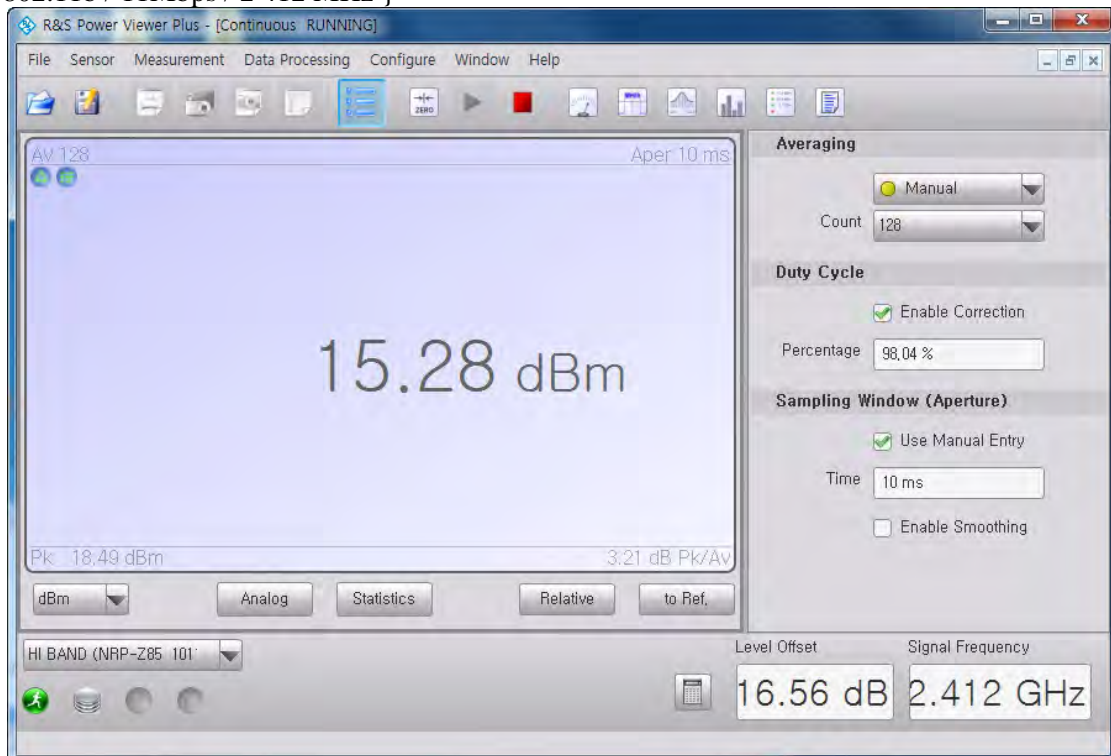 R&S Power Viewer Plus - [Continuous RUNNING]
File Sensor Measurement Data Processing Configure Window Help
ZERO
AV 128 Aper 10 ms
15.28 dBm
Pk 18.49 dBm 3.21 dB Pk/Av
dBm Analog Statistics Relative to Ref.
Averaging
Manual
Count 128
Duty Cycle
Enable Correction
Percentage 98,04 %
Sampling Window (Aperture)
Use Manual Entry
Time 10 ms
Enable Smoothing
HI BAND (NRP-Z85 101
Level Offset Signal Frequency
16.56 dB 2.412 GHz